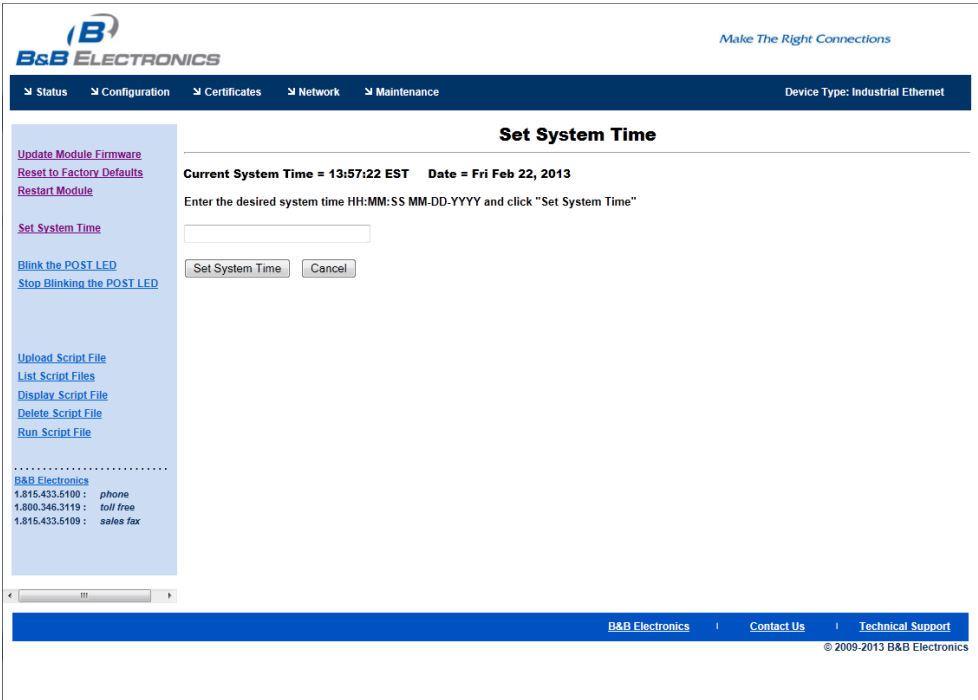 B
B&B ELECTRONICS
Make The Right Connections
Status Configuration Certificates Network Maintenance Device Type: Industrial Ethernet
Set System Time
Update Module Firmware
Reset to Factory Defaults
Restart Module
Set System Time
Blink the POST LED
Stop Blinking the POST LED
Upload Script File
List Script Files
Display Script File
Delete Script File
Run Script File
B&B Electronics
1.815.433.5100 : phone
1.800.346.3119 : toll free
1.815.433.5109 : sales fax
Current System Time = 13:57:22 EST Date = Fri Feb 22, 2013
Enter the desired system time HH:MM:SS MM-DD-YYYY and click "Set System Time"
Set System Time Cancel
B&B Electronics | Contact Us | Technical Support
© 2009-2013 B&B Electronics